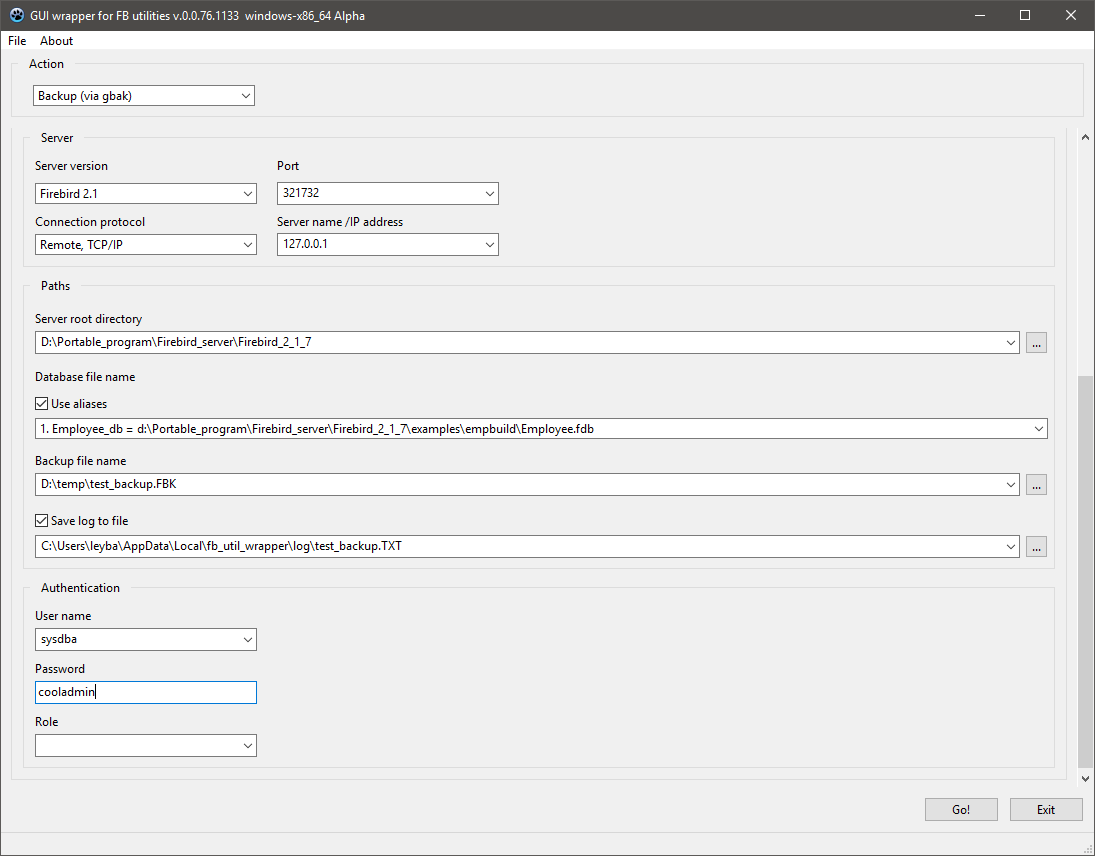 GUI wrapper for FB utilities v.0.0.76.1133 windows-x86_64 Alpha
File About
Action
Backup (via gbak)
Server
Server version Port
Firebird 2.1 321732
Connection protocol Server name /IP address
Remote, TCP/IP 127.0.0.1
Paths
Server root directory
D:\Portable_program\Firebird_server\Firebird_2_1_7 ...
Database file name
Use aliases
1. Employee_db = d:\Portable_program\Firebird_server\Firebird_2_1_7\examples\empbuild\Employee.fdb
Backup file name
D:\temp\test_backup.FBK ...
Save log to file
C:\Users\leyba\AppData\Local\fb_util_wrapper\log\test_backup.TXT ...
Authentication
User name
sysdba
Password
cooladmin
Role
Go! Exit